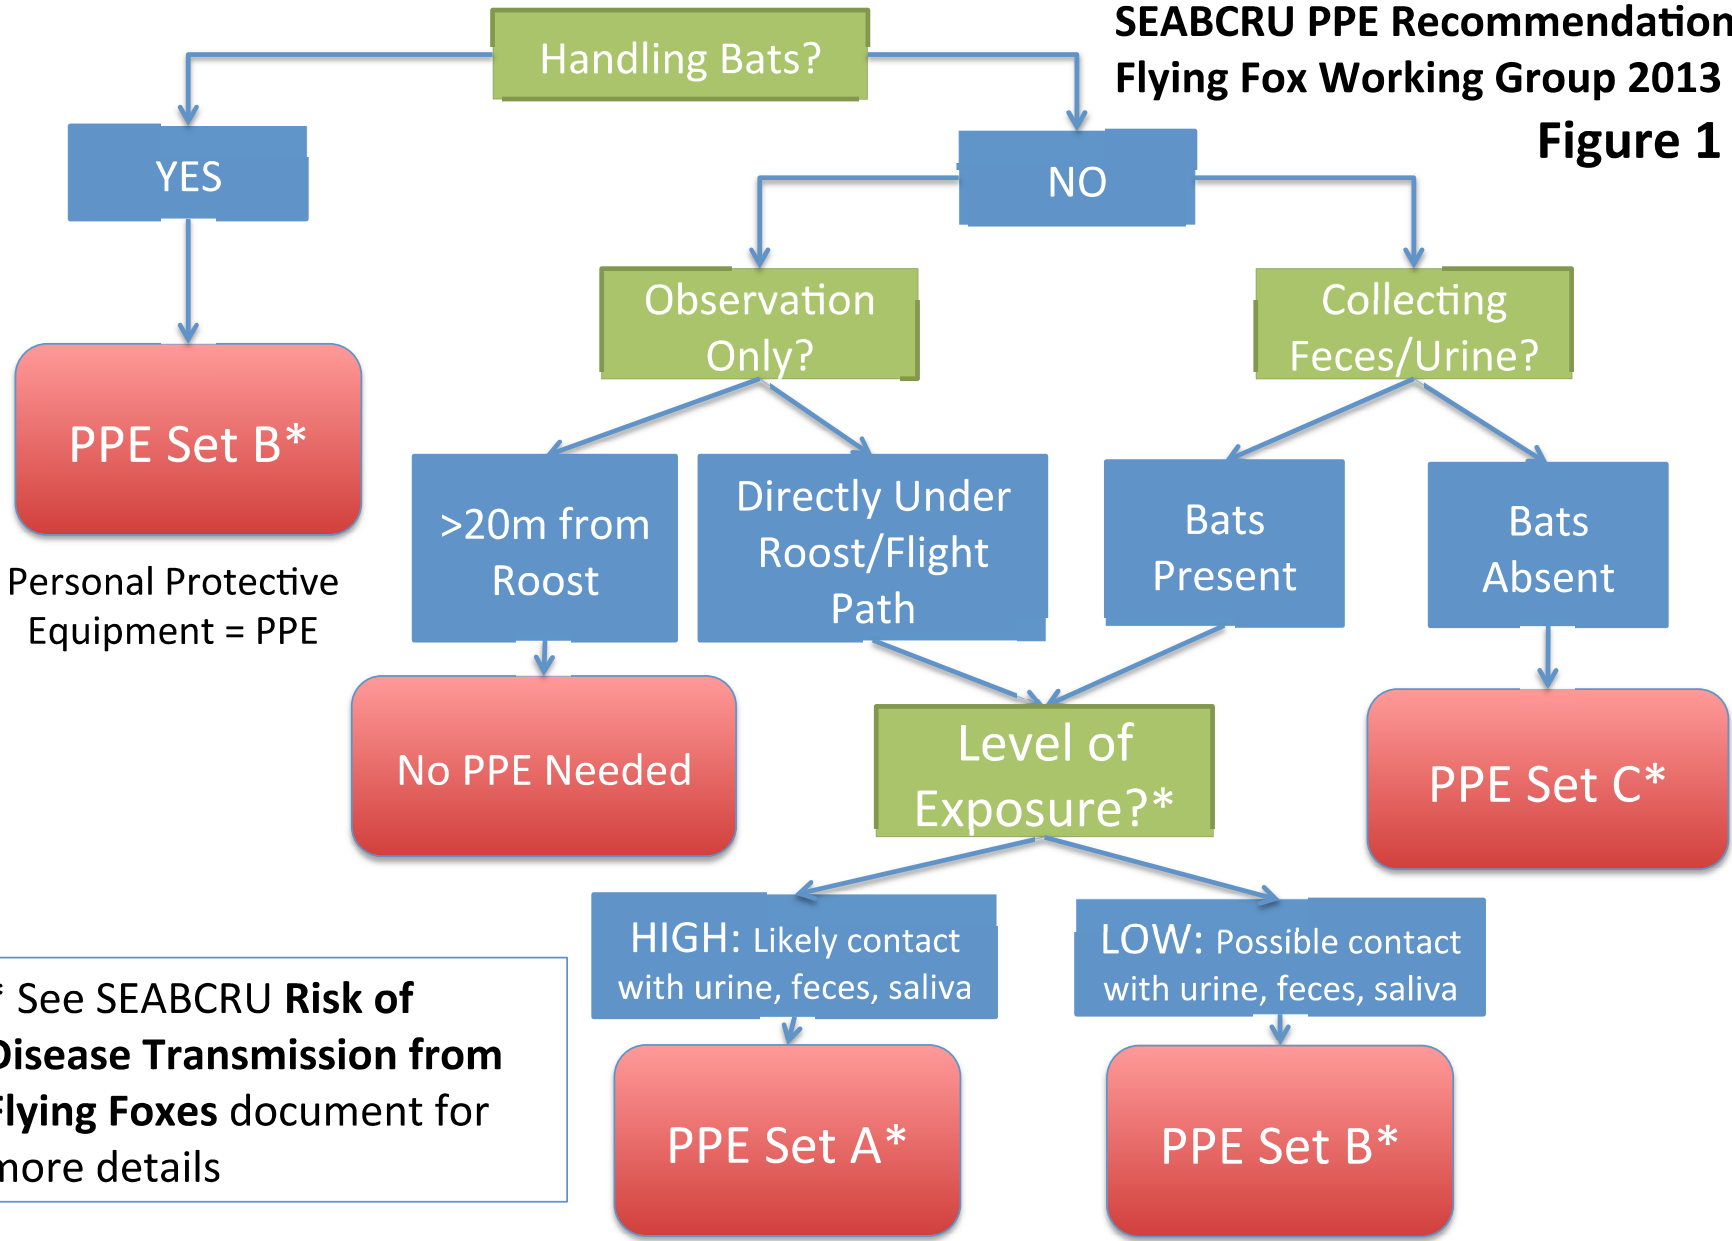 SEABCRU PPE Recommendation
Flying Fox Working Group 2013
Figure 1
Handling Bats?
YES
NO
Observation
Only?
Collecting
Feces/Urine?
PPE Set B*
Personal Protective
Equipment = PPE
>20m from
Roost
Directly Under
Roost/Flight
Path
Bats
Present
Bats
Absent
No PPE Needed
Level of
Exposure?*
PPE Set C*
HIGH: Likely contact
with urine, feces, saliva
LOW: Possible contact
with urine, feces, saliva
PPE Set A*
PPE Set B*
* See SEABCRU Risk of
Disease Transmission from
Flying Foxes document for
more details